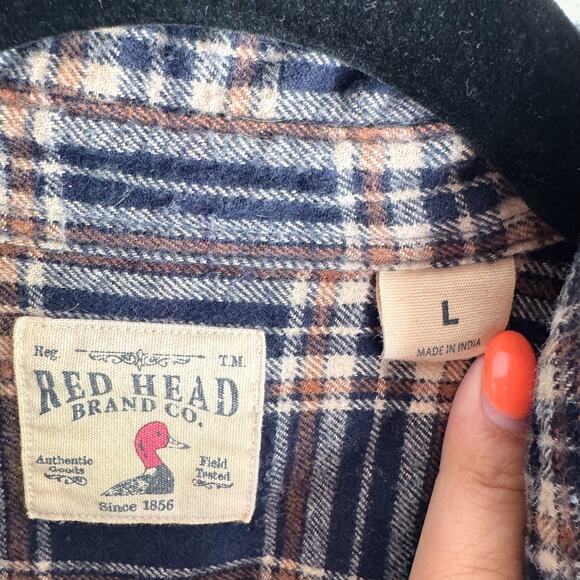 Reg. T.M.
RED HEAD
BRAND CO.
Authentic Goods
Field Tested
Since 1856
L
MADE IN INDIA